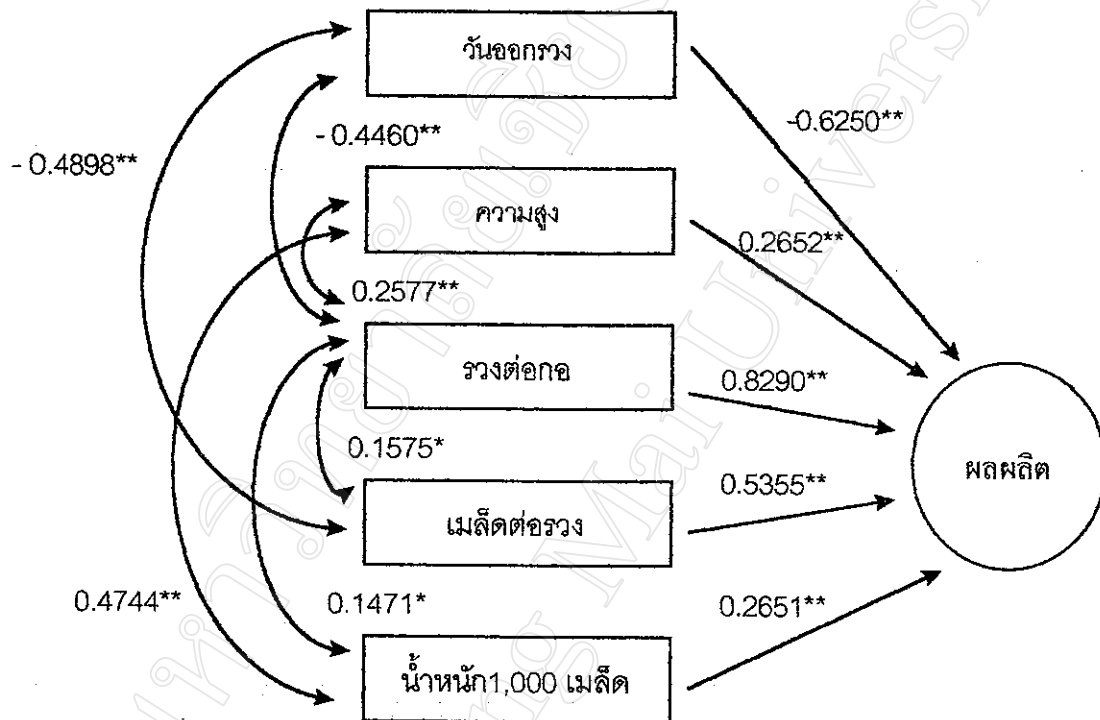 วันออกรวง
-0.6250**
- 0.4460**
- 0.4898**
ความสูง
0.2652**
0.2577**
รวงต่อกอ
0.8290**
0.1575*
ผลผลิต
เมล็ดต่อรวง
0.5355**
0.4744**
0.1471*
0.2651**
น้ำหนัก1,000 เมล็ด